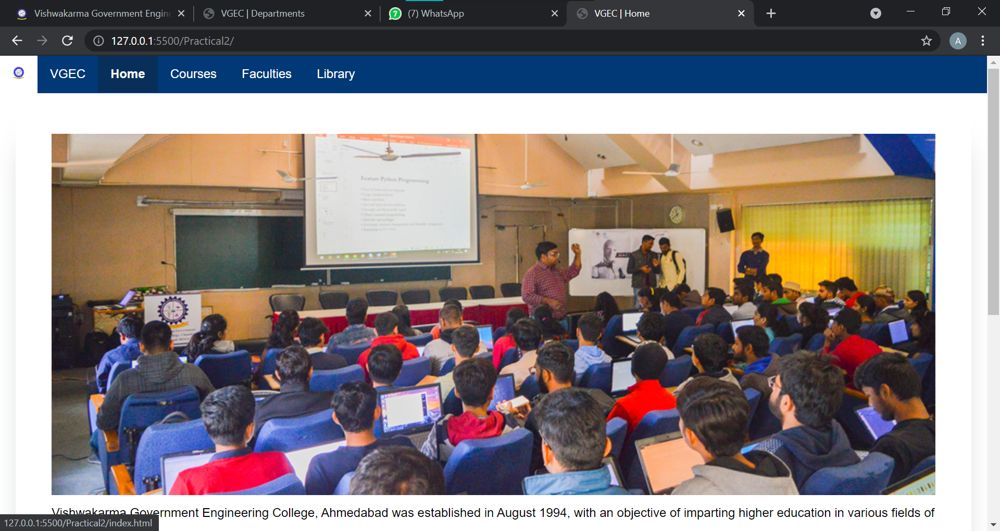 Vishwakarma Government Engin
VGEC | Departments
(7) WhatsApp
VGEC | Home
127.0.0.1:5500/Practical2/
A
VGEC
Home
Courses
Faculties
Library
Feature Python Programming
Vishwakarma Government Engineering College, Ahmedabad was established in August 1994, with an objective of imparting higher education in various fields of
127.0.0.1:5500/Practical2/index.html